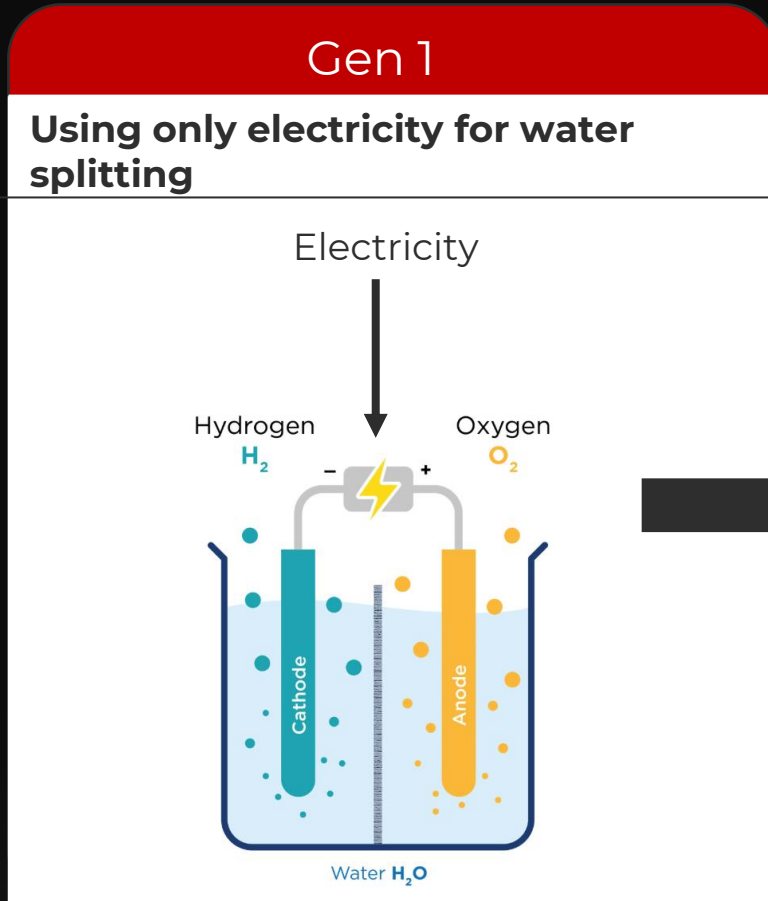 Gen 1
Using only electricity for water
splitting
Electricity
Hydrogen
H₂
Oxygen
O₂
– +
Cathode
Anode
Water H₂O